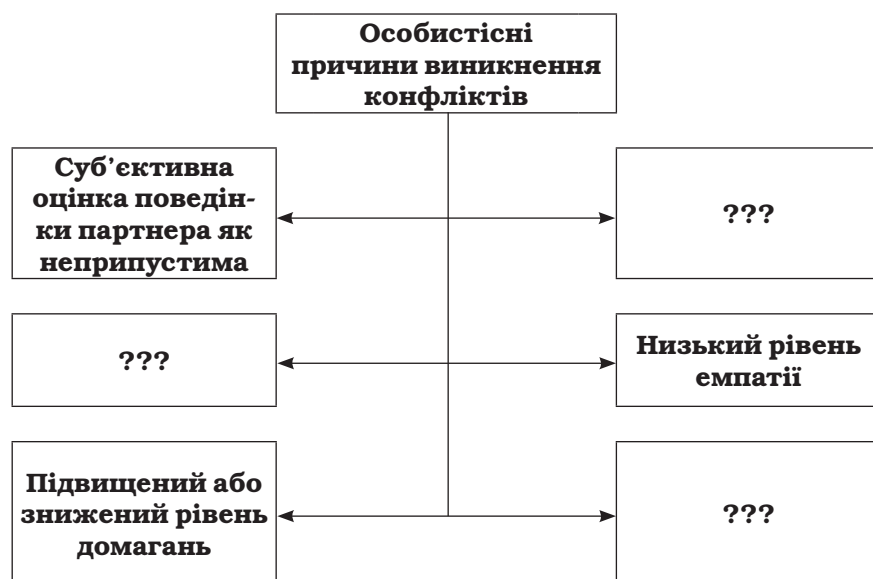 Особистісні
причини виникнення
конфліктів
Суб’єктивна
оцінка поведін-
ки партнера як
неприпустима
???
???
Низький рівень
емпатії
Підвищений або
знижений рівень
домагань
???